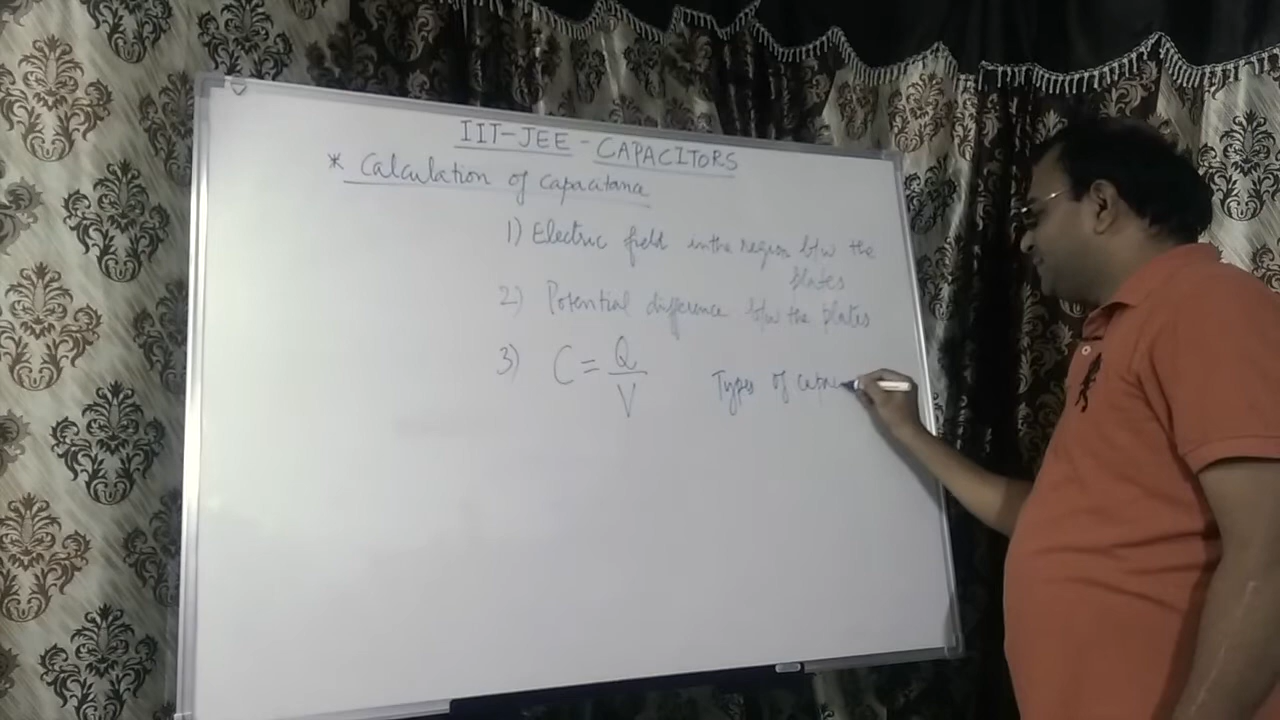 IIT-JEE - CAPACITORS
* Calculation of capacitance
1) Electric field in the region b/w the
plates
2) Potential difference b/w the plates
3) C = Q/V
Types of capac